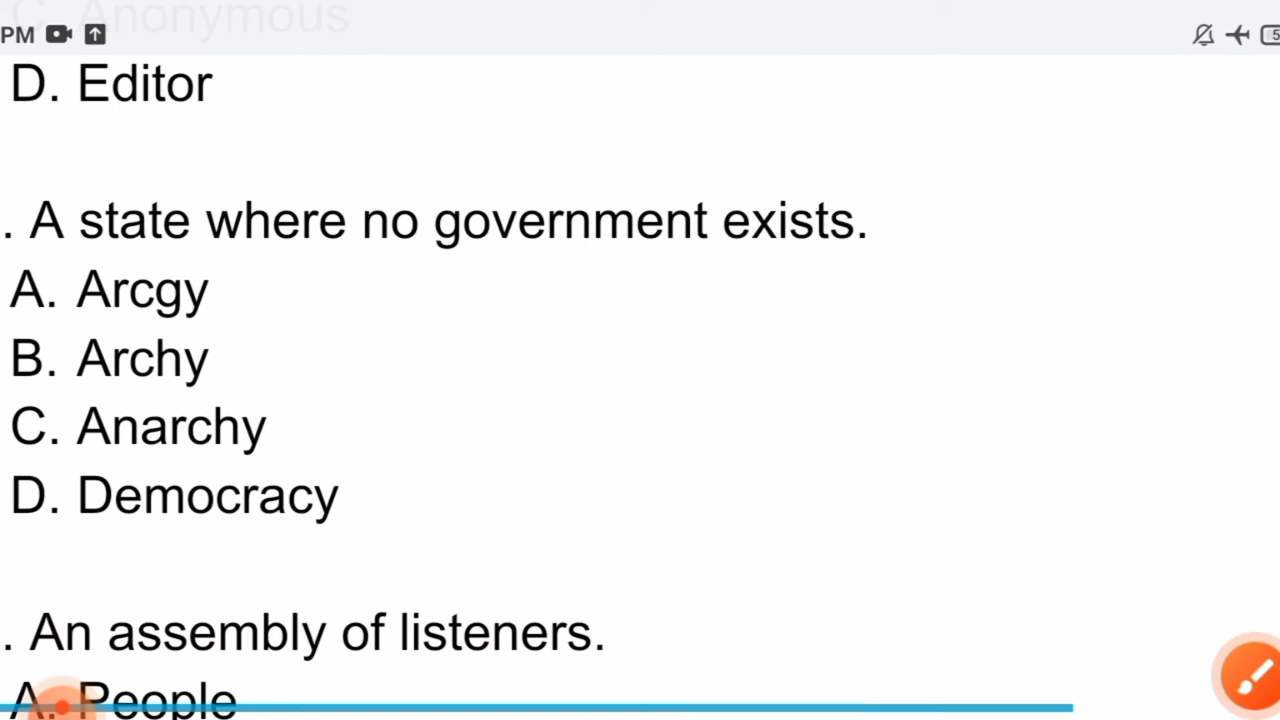 C. Anonymous
PM
D. Editor
. A state where no government exists.
A. Arcgy
B. Archy
C. Anarchy
D. Democracy
. An assembly of listeners.
A. People